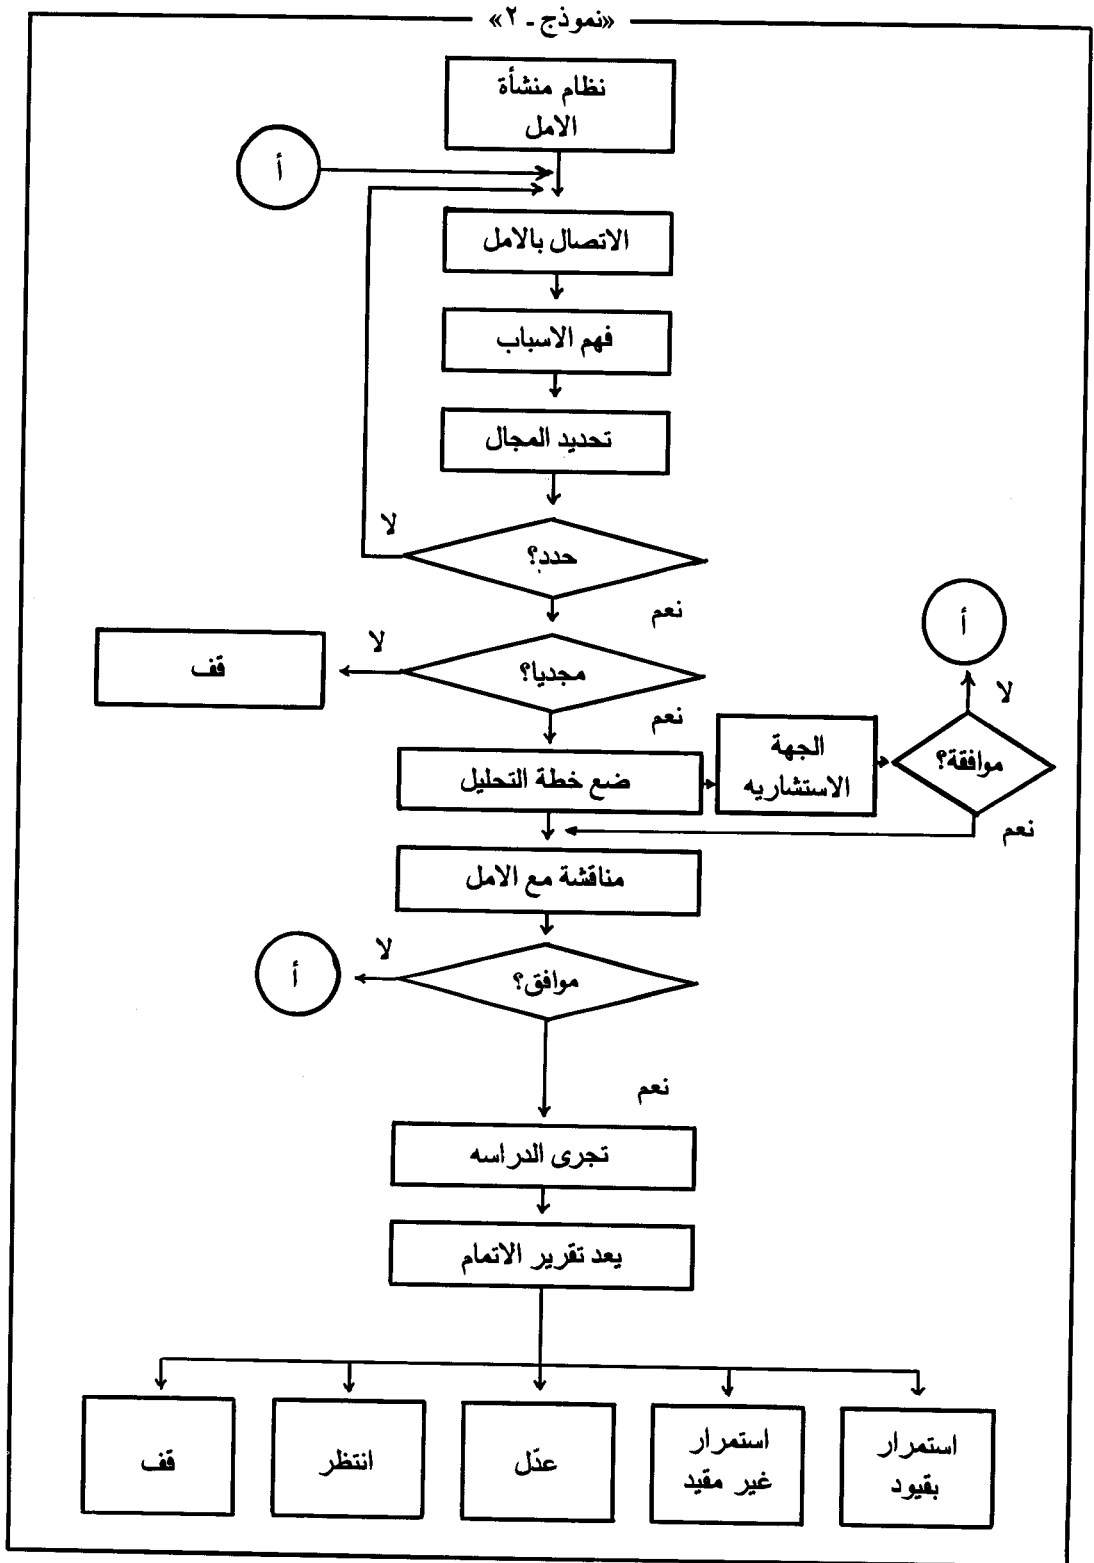 «نموذج ـ ٢»
نظام منشأة
الامل
أ
الاتصال بالامل
فهم الاسباب
تحديد المجال
لا
حدد؟
نعم
أ
لا
مجديا؟
قف
نعم
لا
ضع خطة التحليل
الجهة
الاستشاريه
موافقة؟
نعم
مناقشة مع الامل
لا
موافق؟
أ
نعم
تجرى الدراسه
يعد تقرير الاتمام
استمرار
بقيود
استمرار
غير مقيد
عدّل
انتظر
قف